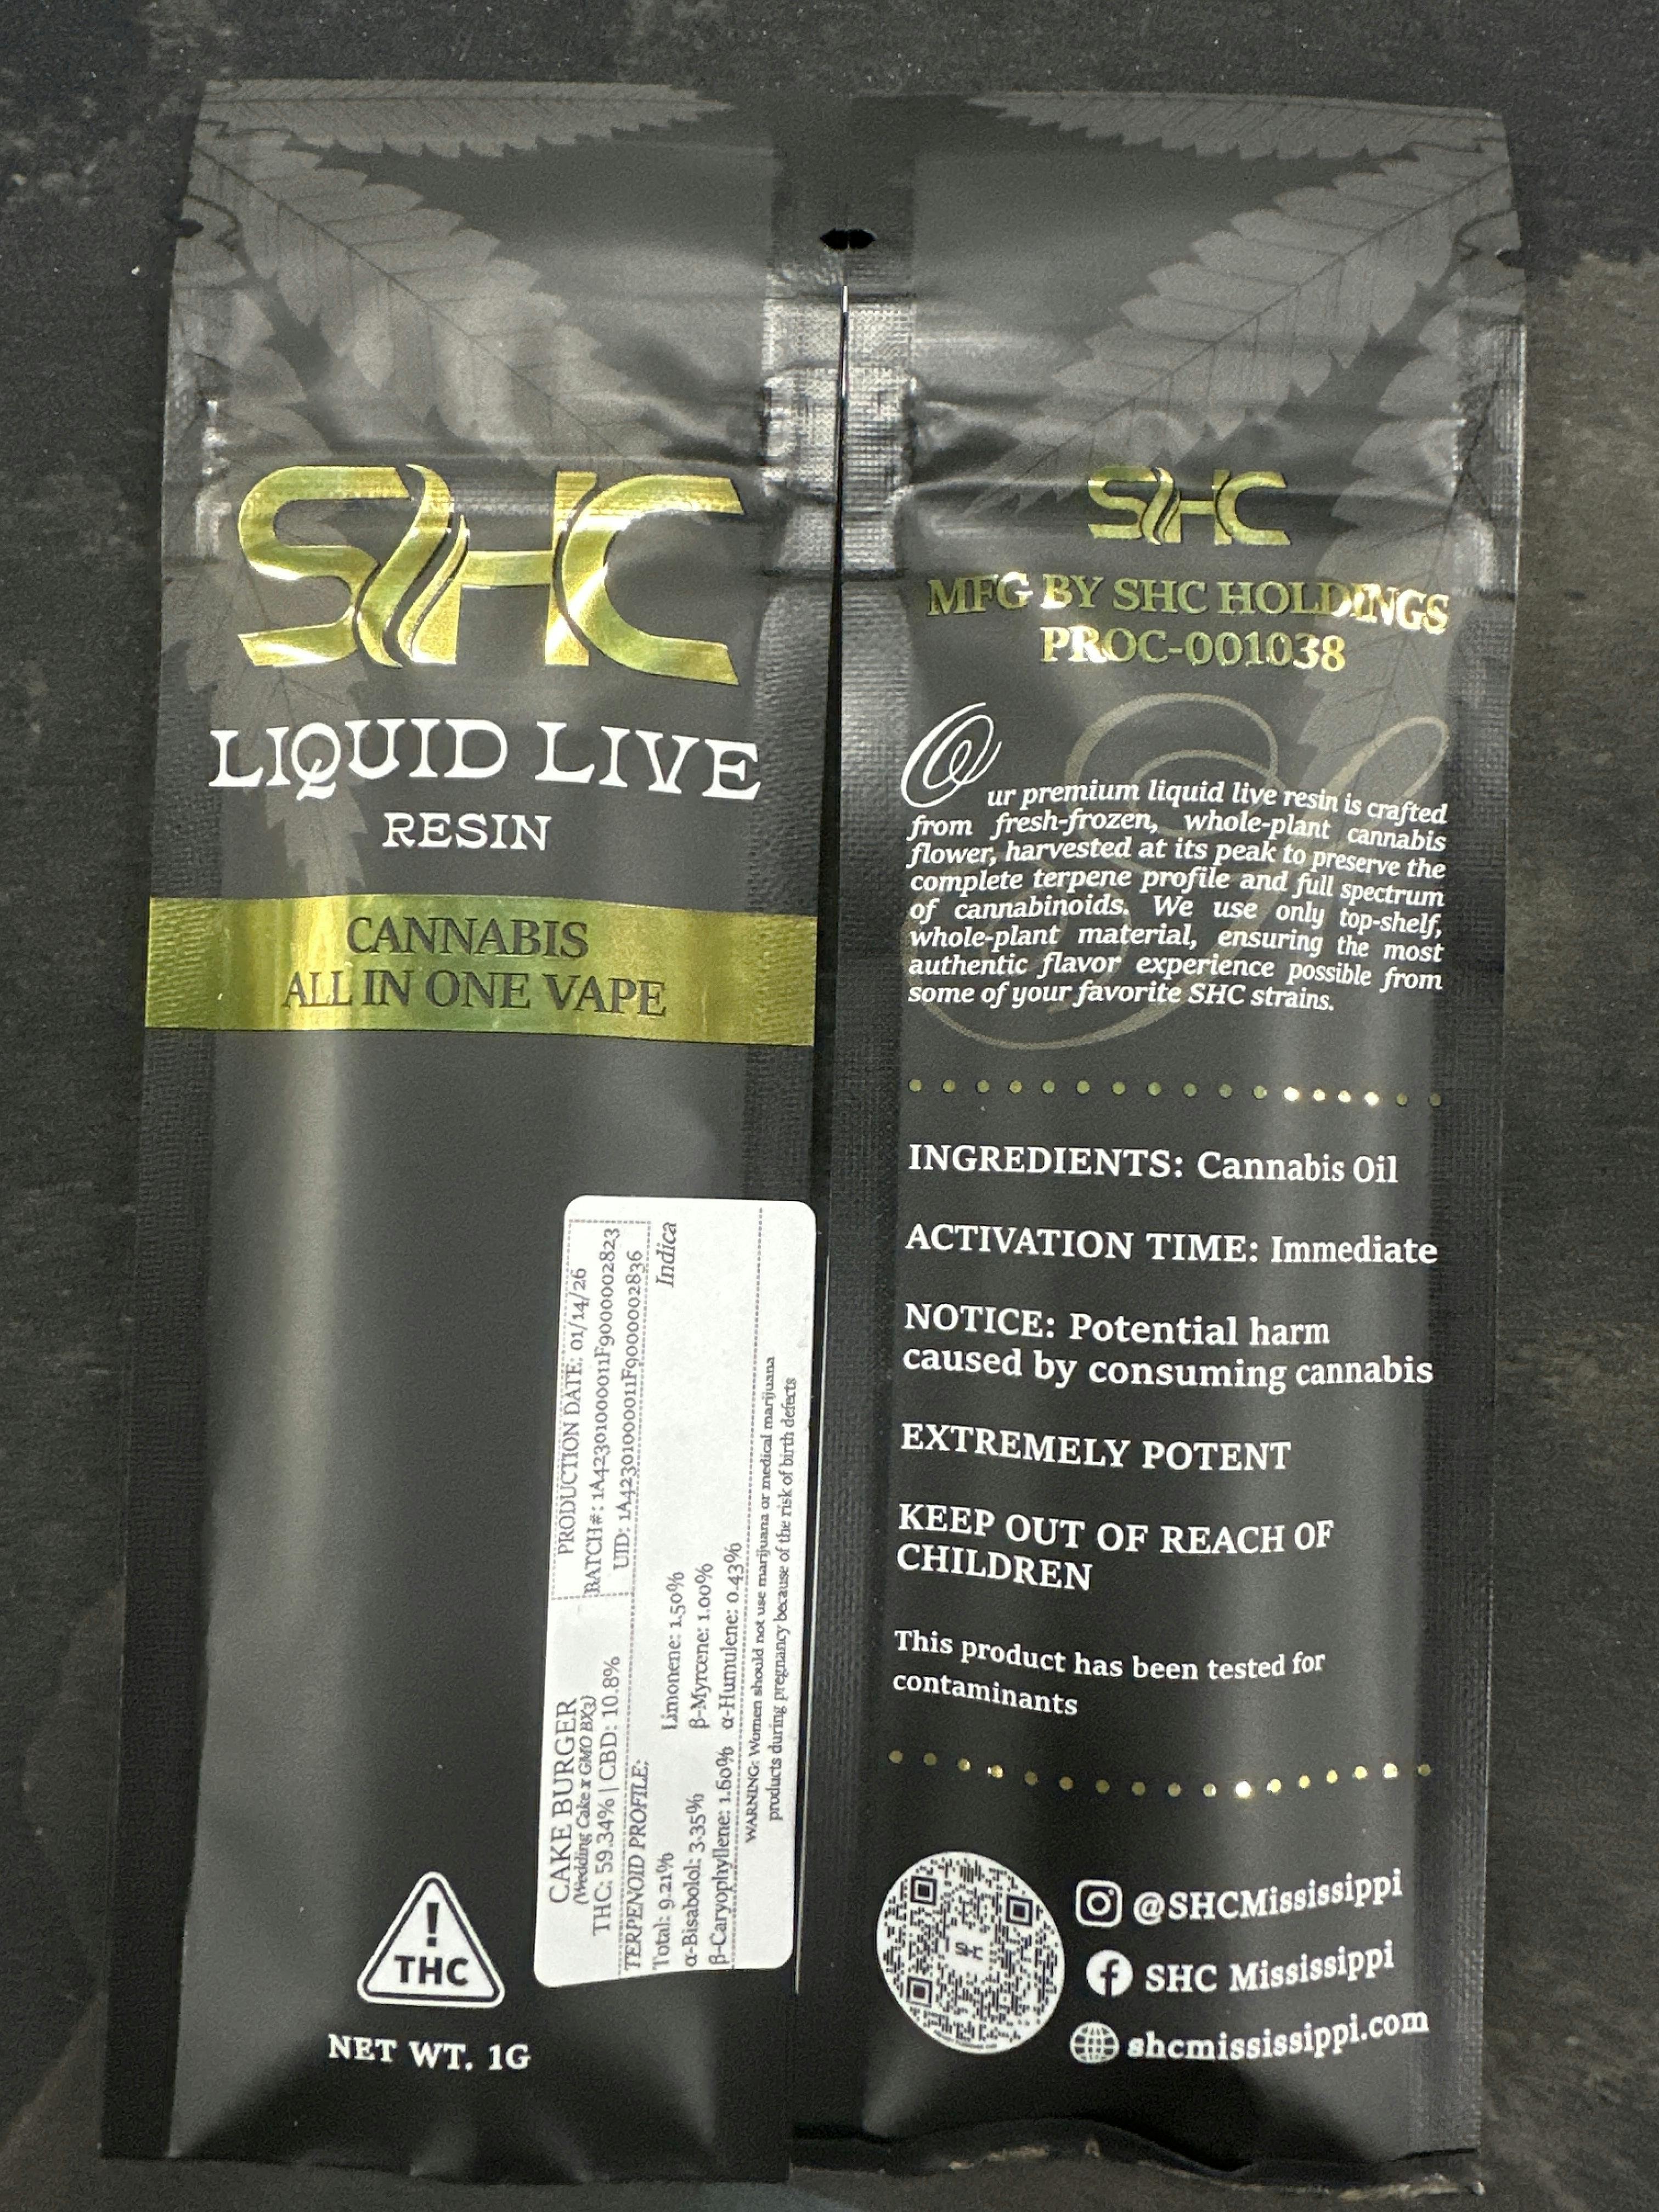 SHC
LIQUID LIVE
RESIN
CANNABIS
ALL IN ONE VAPE
CAKE BURGER
(Wedding Cake x GMO BX3)
THC: 59.34% | CBD: 10.8%
PRODUCTION DATE: 01/14/26
BATCH#: 1A4230100001F9000002823
UID: 1A4230100001F9000002836
TERPENOID PROFILE:
Indica
Total: 9.21% Limonene: 1.50%
α-Bisabolol: 3.35% β-Myrcene: 1.00%
β-Caryophyllene: 1.60% α-Humulene: 0.43%
WARNING: Women should not use marijuana or medical marijuana
products during pregnancy because of the risk of birth defects
!
THC
NET WT. 1G
SHC
MFG BY SHC HOLDINGS
PROC-001038
Our premium liquid live resin is crafted
from fresh-frozen, whole-plant cannabis
flower, harvested at its peak to preserve the
complete terpene profile and full spectrum
of cannabinoids. We use only top-shelf,
whole-plant material, ensuring the most
authentic flavor experience possible from
some of your favorite SHC strains.
INGREDIENTS: Cannabis Oil
ACTIVATION TIME: Immediate
NOTICE: Potential harm
caused by consuming cannabis
EXTREMELY POTENT
KEEP OUT OF REACH OF
CHILDREN
This product has been tested for
contaminants
SHC
@SHCMississippi
SHC Mississippi
shcmississippi.com